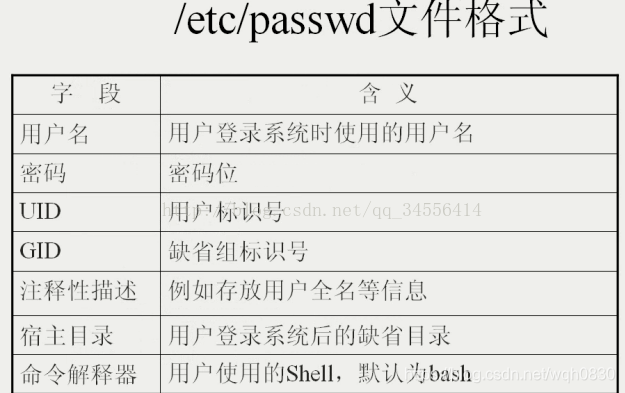 /etc/passwd文件格式
字 段 含 义
用户名 用户登录系统时使用的用户名
密码 密码位
UID 用户标识号
http://blog.csdn.net/qq_34556414
GID 缺省组标识号
注释性描述 例如存放用户全名等信息
宿主目录 用户登录系统后的缺省目录
命令解释器 用户使用的Shell，默认为bash
blog.csdn.net/wqh0830